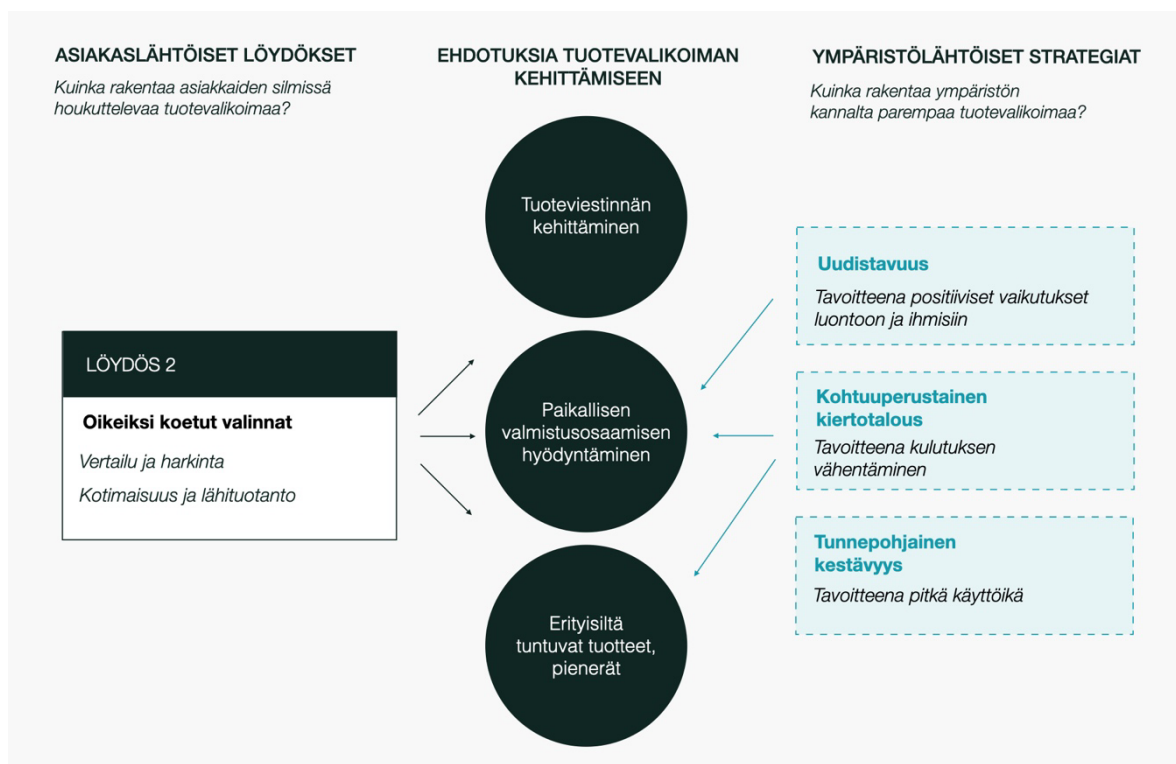 ASIAKASLÄHTÖISET LÖYDÖKSET
Kuinka rakentaa asiakkaiden silmissä
houkuttelevaa tuotevalikoimaa?
EHDOTUKSIA TUOTEVALIKOIMAN
KEHITTÄMISEEN
YMPÄRISTÖLÄHTÖISET STRATEGIAT
Kuinka rakentaa ympäristön
kannalta parempaa tuotevalikoimaa?
LÖYDÖS 2
Oikeiksi koetut valinnat
Vertailu ja harkinta
Kotimaisuus ja lähituotanto
Tuoteviestinnän
kehittäminen
Paikallisen
valmistusosaamisen
hyödyntäminen
Erityisiltä
tuntuvat tuotteet,
pienerät
Uudistavuus
Tavoitteena positiiviset vaikutukset
luontoon ja ihmisiin
Kohtuuperustainen
kiertotalous
Tavoitteena kulutuksen
vähentäminen
Tunnepohjainen
kestävyys
Tavoitteena pitkä käyttöikä